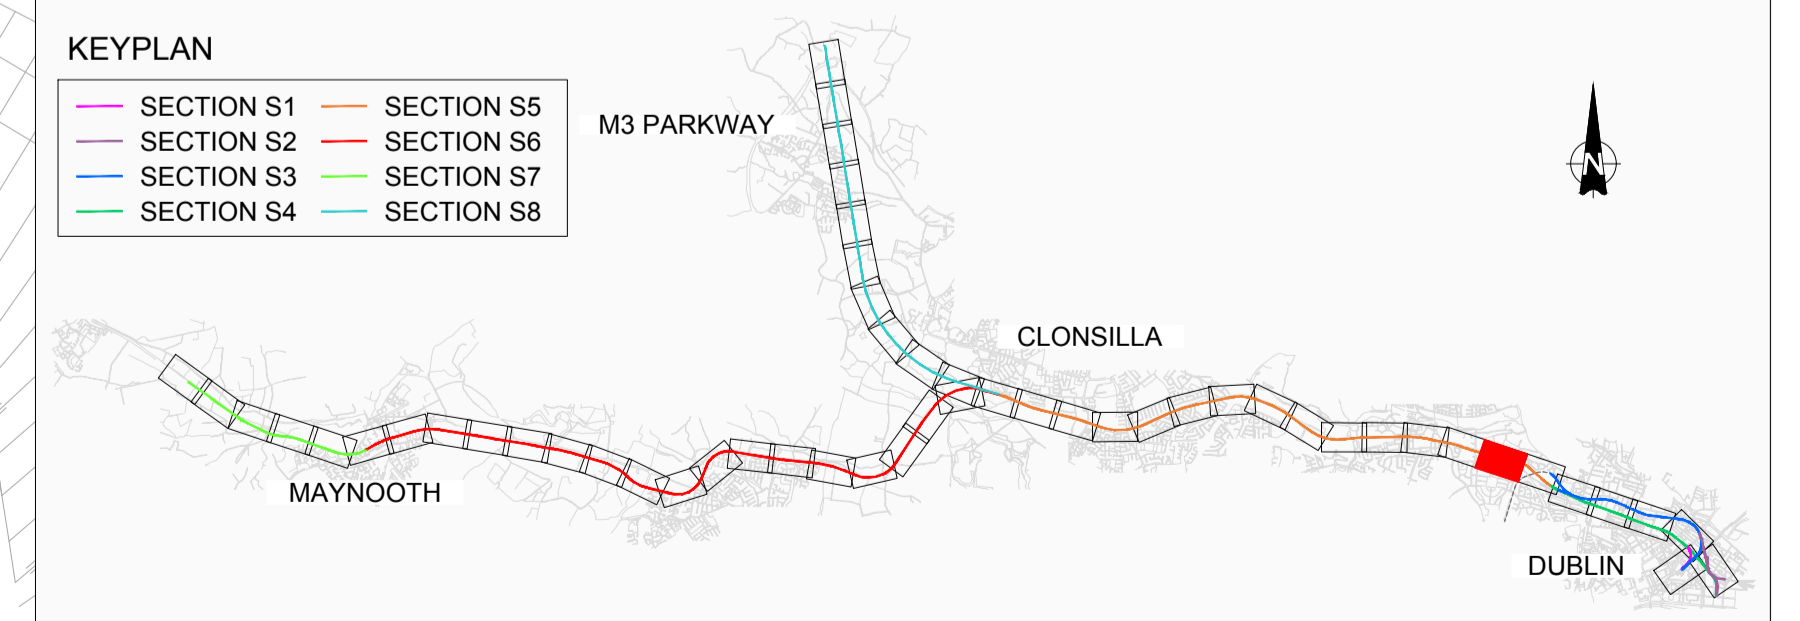 KEYPLAN
SECTION S1 SECTION S5
SECTION S2 SECTION S6
SECTION S3 SECTION S7
SECTION S4 SECTION S8
M3 PARKWAY
N
CLONSILLA
MAYNOOTH
DUBLIN